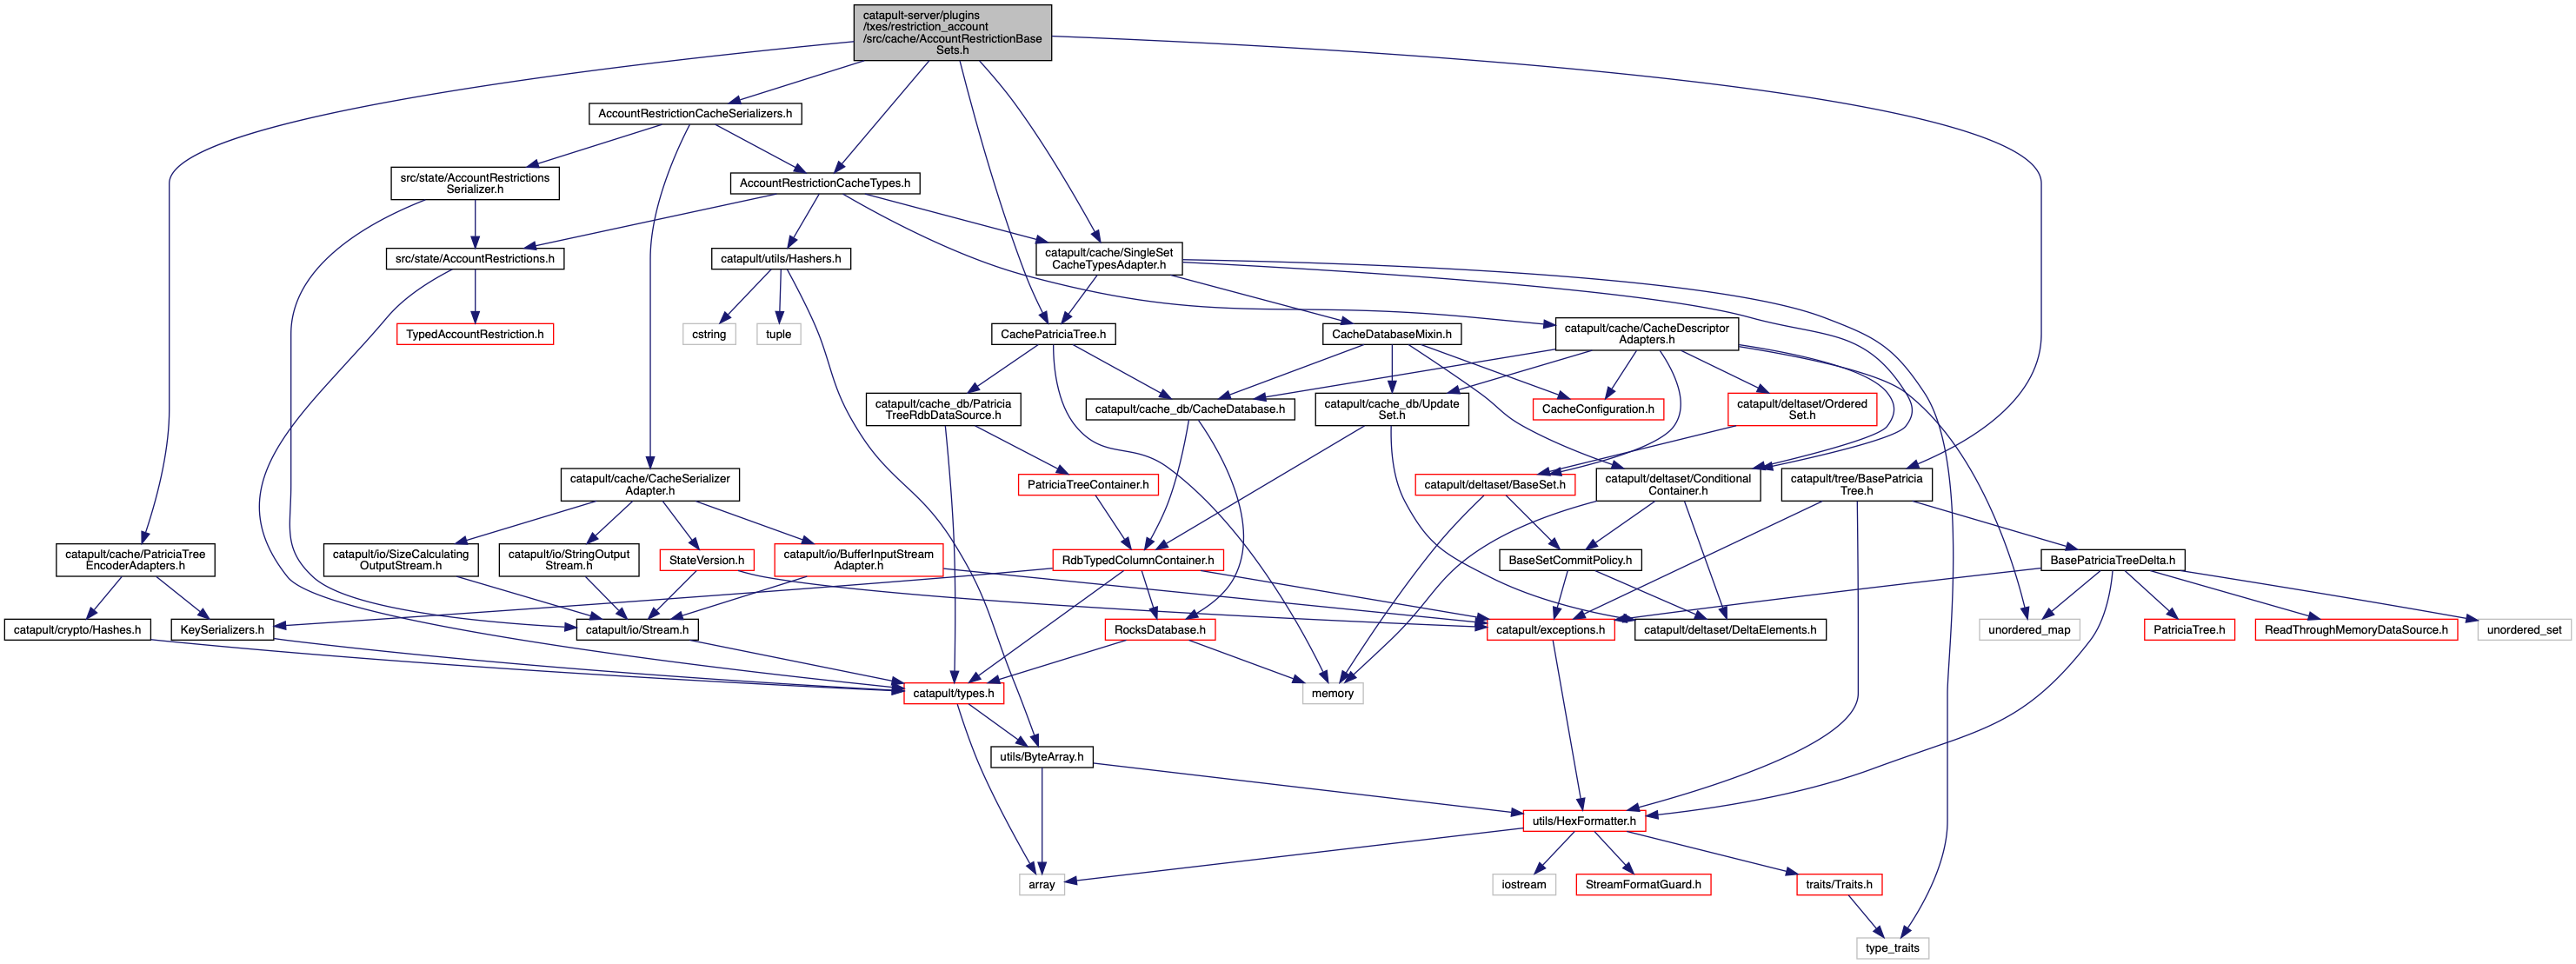 catapult-server/plugins
/txes/restriction_account
/src/cache/AccountRestrictionBase
Sets.h
AccountRestrictionCacheSerializers.h
src/state/AccountRestrictions
Serializer.h
AccountRestrictionCacheTypes.h
src/state/AccountRestrictions.h
catapult/utils/Hashers.h
catapult/cache/SingleSet
CacheTypesAdapter.h
TypedAccountRestriction.h
cstring
tuple
CachePatriciaTree.h
CacheDatabaseMixin.h
catapult/cache/CacheDescriptor
Adapters.h
catapult/cache_db/Patricia
TreeRdbDataSource.h
catapult/cache_db/CacheDatabase.h
catapult/cache_db/Update
Set.h
CacheConfiguration.h
catapult/deltaset/Ordered
Set.h
catapult/cache/CacheSerializer
Adapter.h
PatriciaTreeContainer.h
catapult/deltaset/BaseSet.h
catapult/deltaset/Conditional
Container.h
catapult/tree/BasePatricia
Tree.h
catapult/cache/PatriciaTree
EncoderAdapters.h
catapult/io/SizeCalculating
OutputStream.h
catapult/io/StringOutput
Stream.h
StateVersion.h
catapult/io/BufferInputStream
Adapter.h
RdbTypedColumnContainer.h
BaseSetCommitPolicy.h
BasePatriciaTreeDelta.h
catapult/crypto/Hashes.h
KeySerializers.h
catapult/io/Stream.h
RocksDatabase.h
catapult/exceptions.h
catapult/deltaset/DeltaElements.h
unordered_map
PatriciaTree.h
ReadThroughMemoryDataSource.h
unordered_set
catapult/types.h
memory
utils/ByteArray.h
utils/HexFormatter.h
array
iostream
StreamFormatGuard.h
traits/Traits.h
type_traits